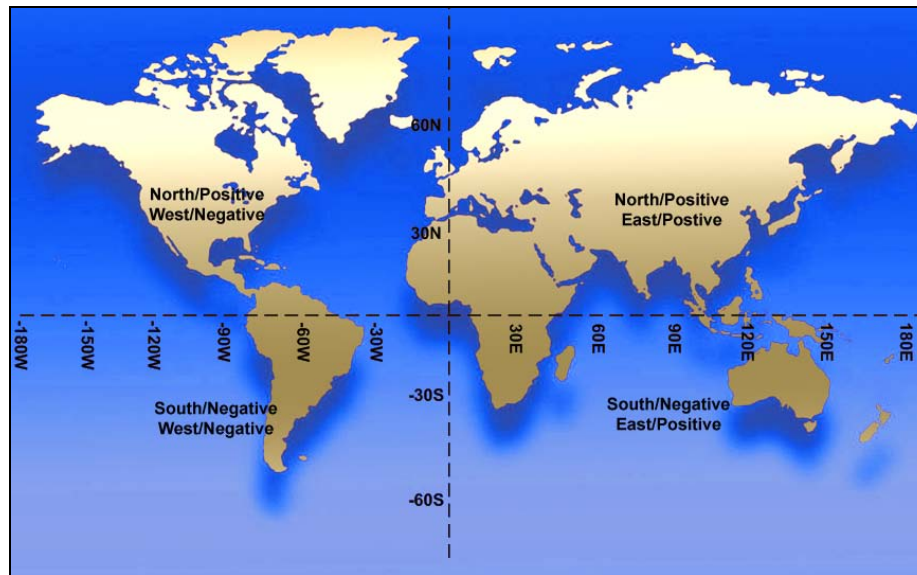 60N
North/Positive
West/Negative
North/Positive
East/Postive
30N
-180W
-150W
-120W
-90W
-60W
-30W
30E
60E
90E
120E
150E
180E
-30S
South/Negative
West/Negative
South/Negative
East/Positive
-60S